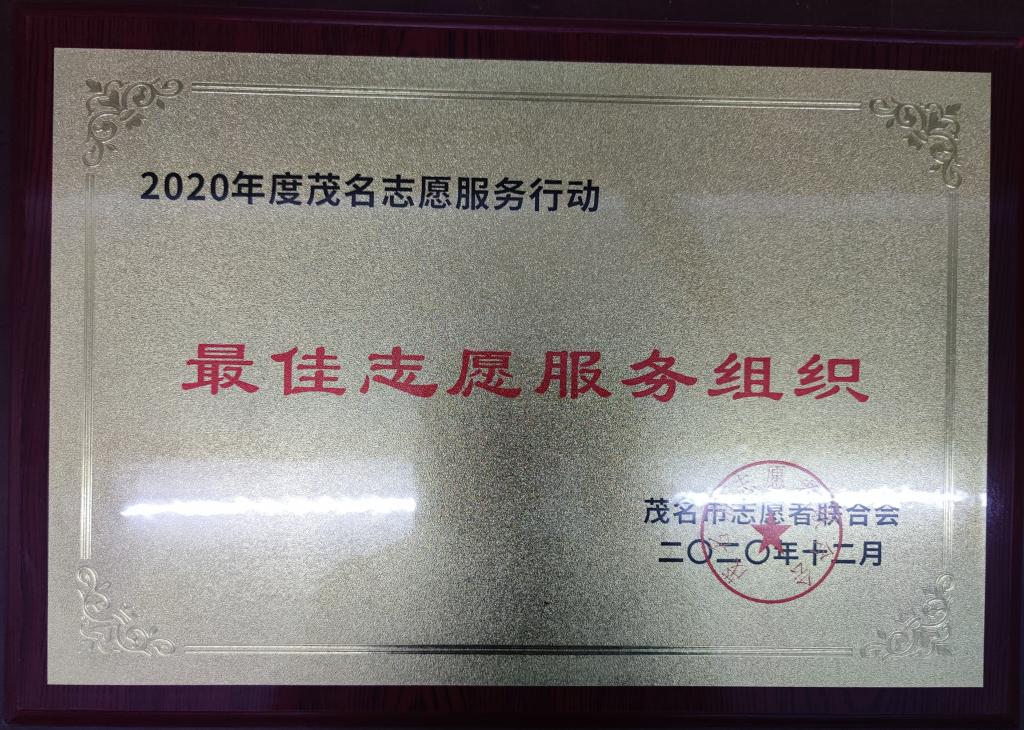 2020年度茂名志愿服务行动
最佳志愿服务组织
茂名市志愿者联合会
二〇二〇年十二月